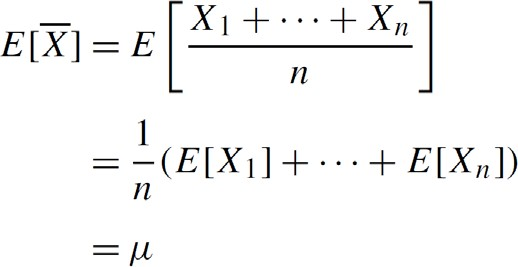 E[X̅] = E[(X₁ + ⋯ + Xₙ)/n]
= 1/n (E[X₁] + ⋯ + E[Xₙ])
= μ